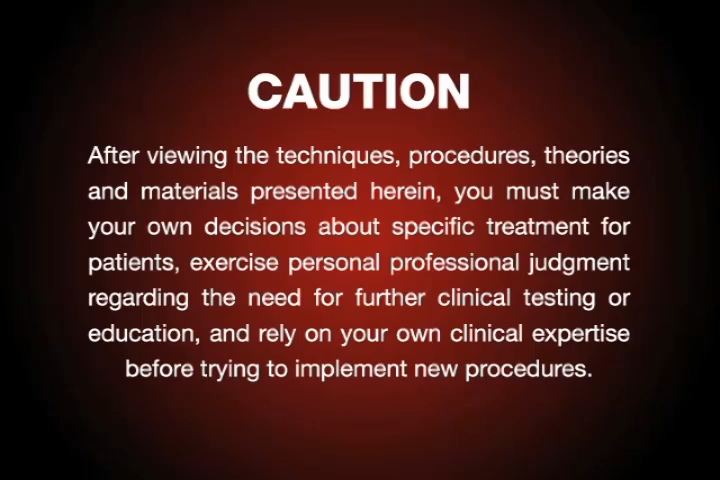 CAUTION
After viewing the techniques, procedures, theories
and materials presented herein, you must make
your own decisions about specific treatment for
patients, exercise personal professional judgment
regarding the need for further clinical testing or
education, and rely on your own clinical expertise
before trying to implement new procedures.